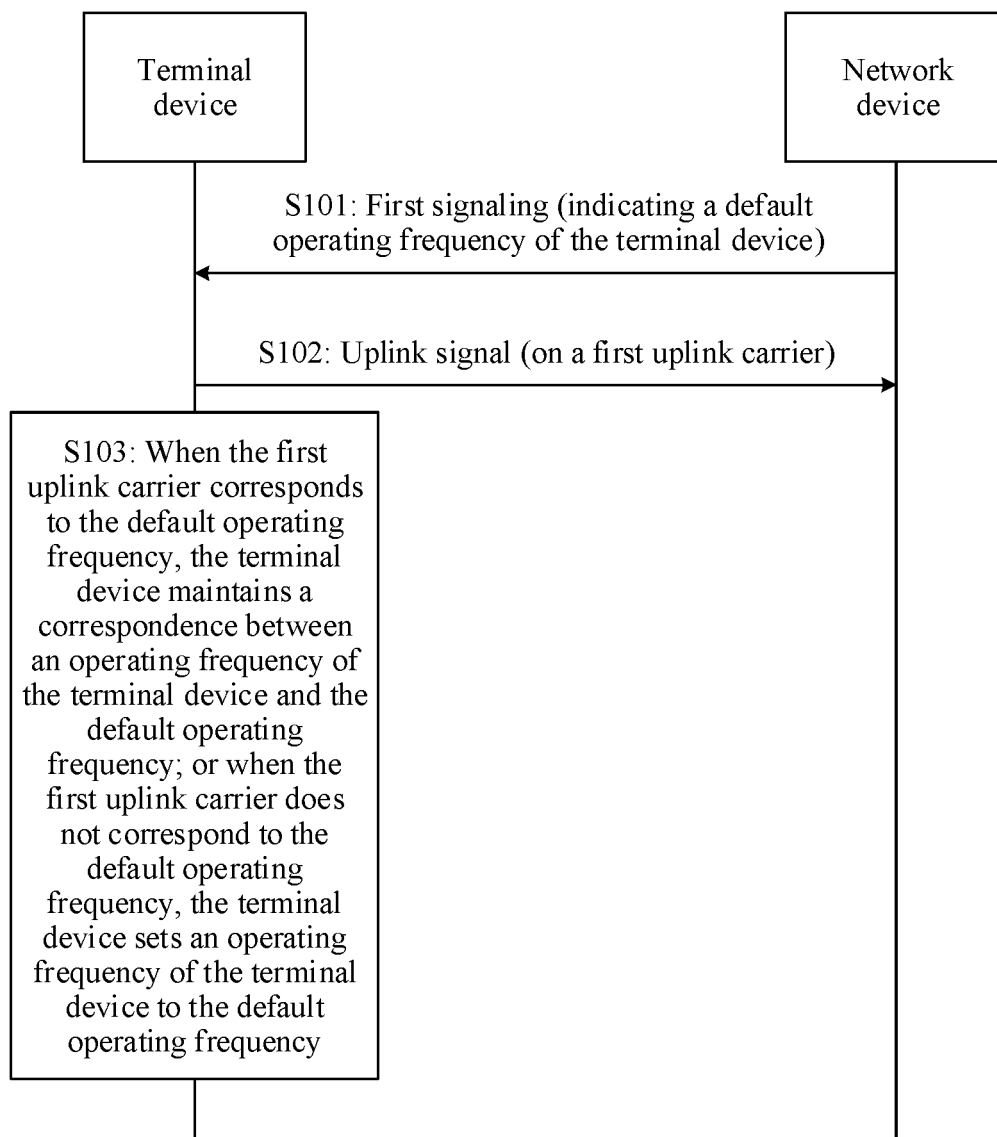 Terminal
device
Network
device
S101: First signaling (indicating a default
operating frequency of the terminal device)
S102: Uplink signal (on a first uplink carrier)
S103: When the first
uplink carrier corresponds
to the default operating
frequency, the terminal
device maintains a
correspondence between
an operating frequency of
the terminal device and the
default operating
frequency; or when the
first uplink carrier does
not correspond to the
default operating
frequency, the terminal
device sets an operating
frequency of the terminal
device to the default
operating frequency